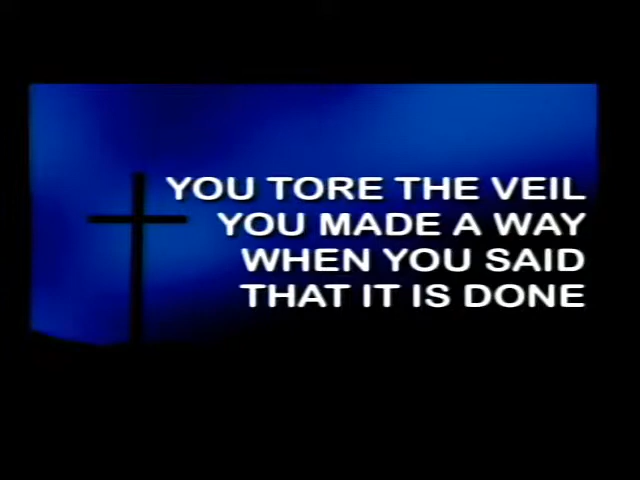 YOU TORE THE VEIL
YOU MADE A WAY
WHEN YOU SAID
THAT IT IS DONE